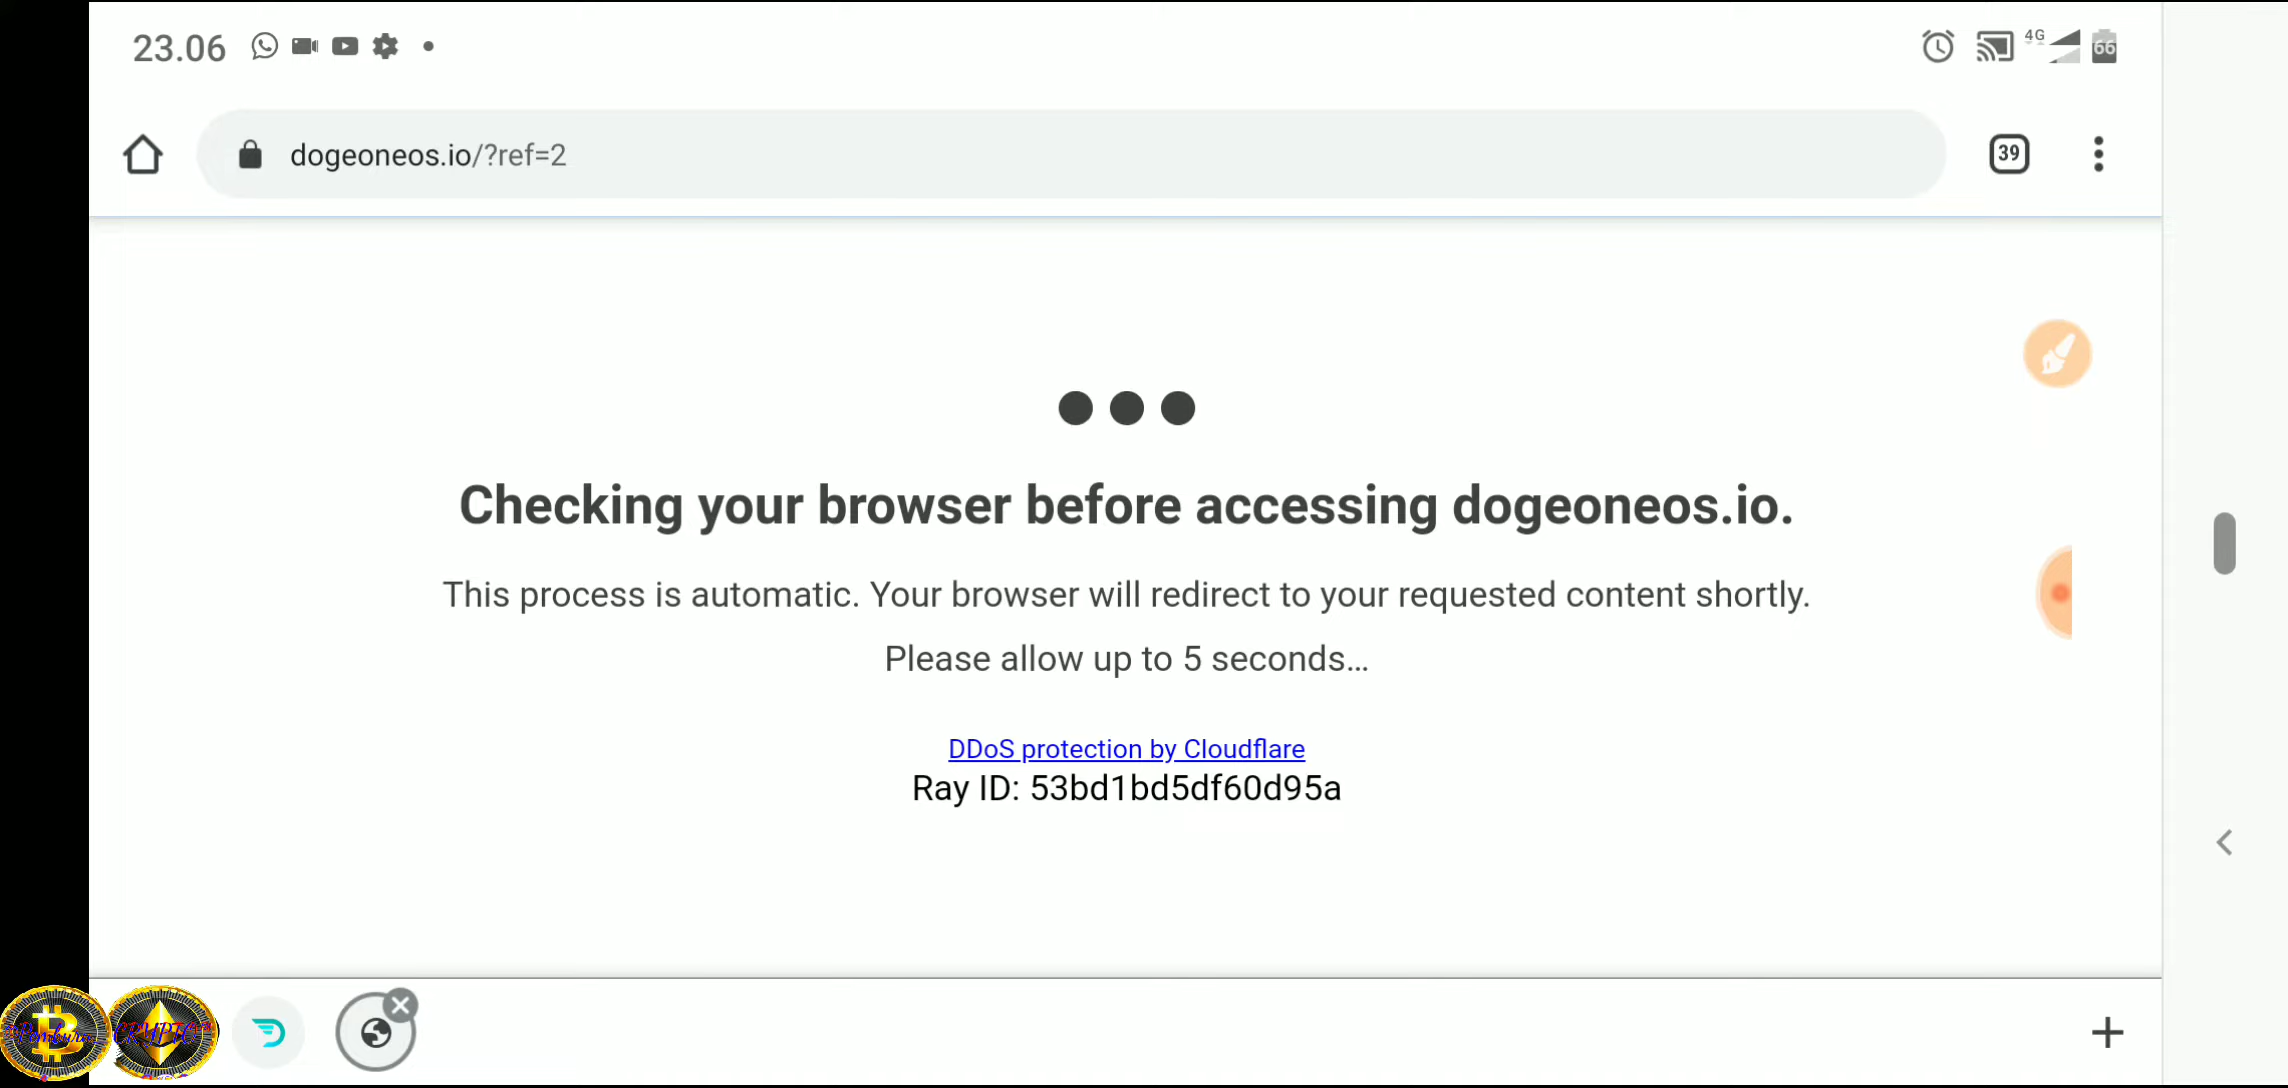 23.06
4G
66
dogeoneos.io/?ref=2
39
Checking your browser before accessing dogeoneos.io.
This process is automatic. Your browser will redirect to your requested content shortly.
Please allow up to 5 seconds...
DDoS protection by Cloudflare
Ray ID: 53bd1bd5df60d95a